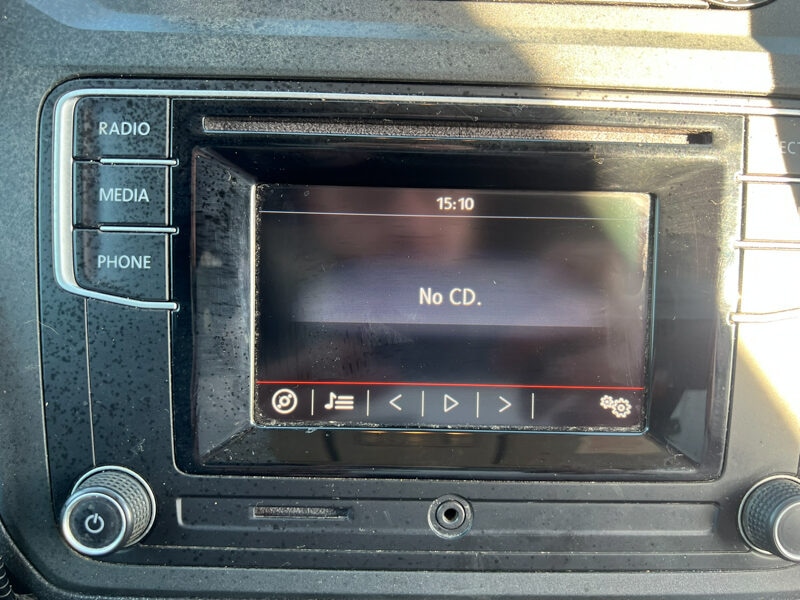 RADIO
MEDIA
PHONE
15:10
No CD.